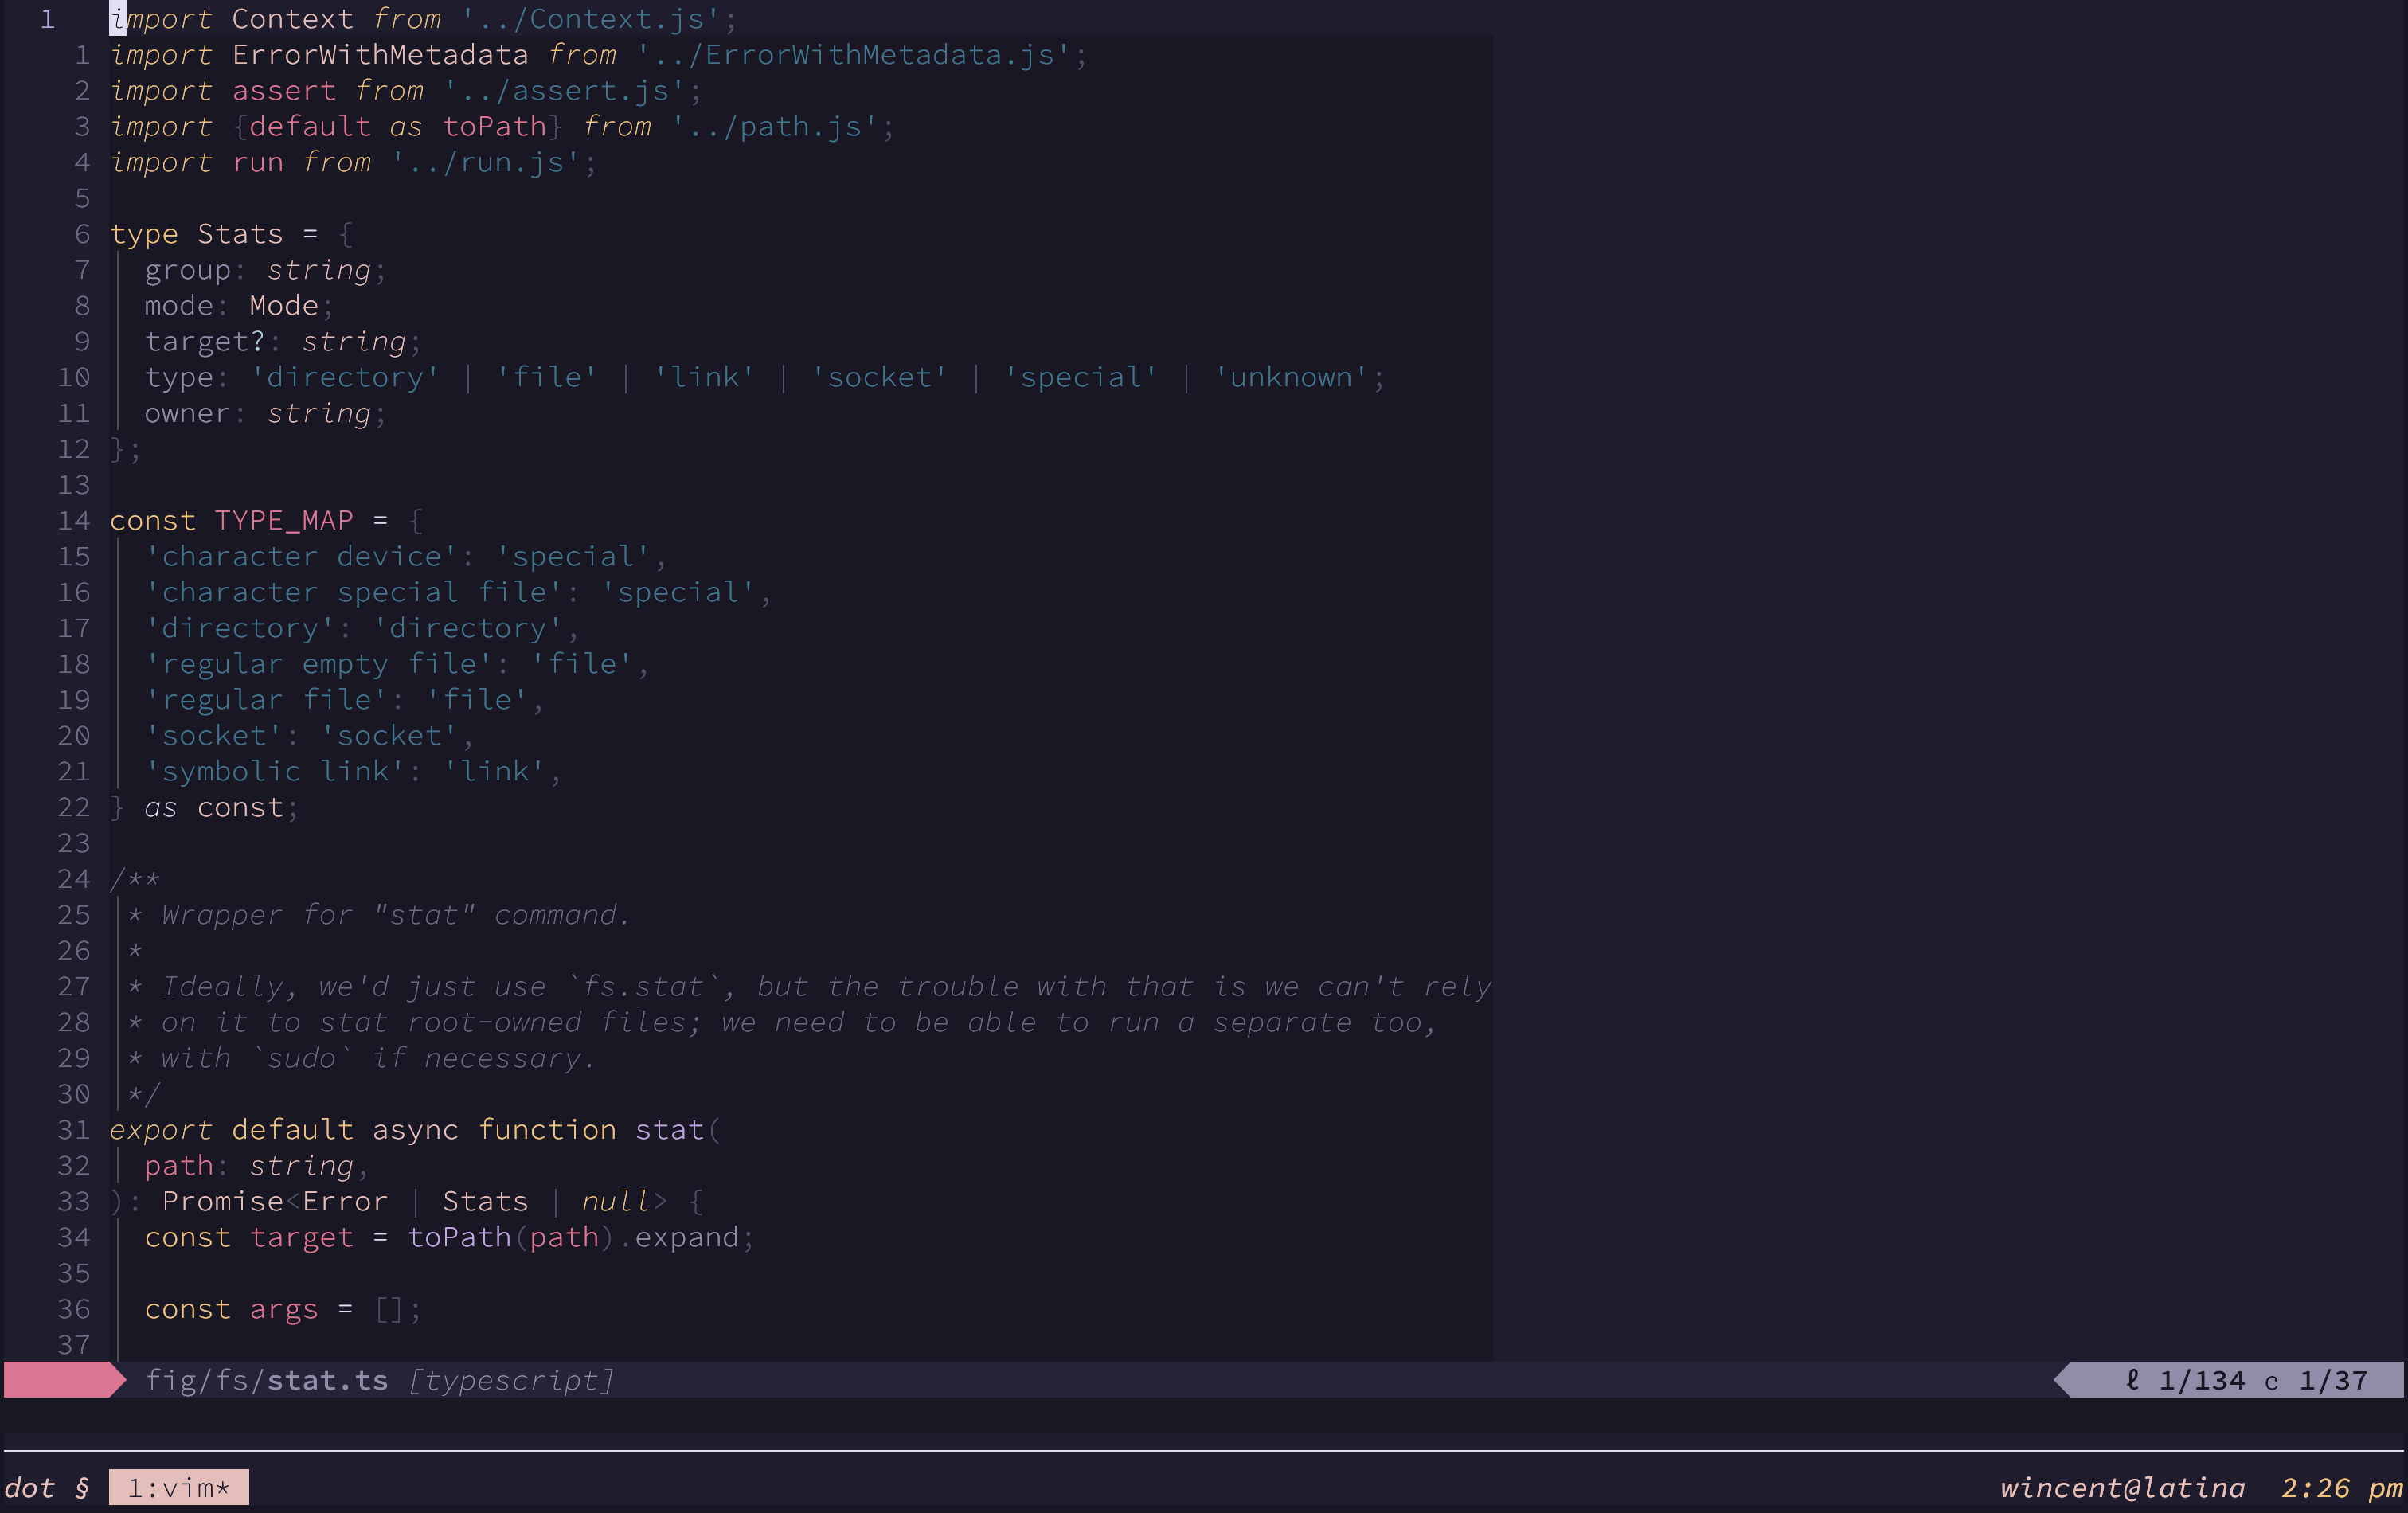 1 import Context from '../Context.js';
1 import ErrorWithMetadata from '../ErrorWithMetadata.js';
2 import assert from '../assert.js';
3 import {default as toPath} from '../path.js';
4 import run from '../run.js';
5
6 type Stats = {
7   group: string;
8   mode: Mode;
9   target?: string;
10   type: 'directory' | 'file' | 'link' | 'socket' | 'special' | 'unknown';
11   owner: string;
12 };
13
14 const TYPE_MAP = {
15   'character device': 'special',
16   'character special file': 'special',
17   'directory': 'directory',
18   'regular empty file': 'file',
19   'regular file': 'file',
20   'socket': 'socket',
21   'symbolic link': 'link',
22 } as const;
23
24 /**
25  * Wrapper for "stat" command.
26  *
27  * Ideally, we'd just use `fs.stat`, but the trouble with that is we can't rely
28  * on it to stat root-owned files; we need to be able to run a separate too,
29  * with `sudo` if necessary.
30  */
31 export default async function stat(
32   path: string,
33 ): Promise<Error | Stats | null> {
34   const target = toPath(path).expand;
35
36   const args = [];
37
fig/fs/stat.ts [typescript] ℓ 1/134 c 1/37
dot § 1:vim* wincent@latina 2:26 pm